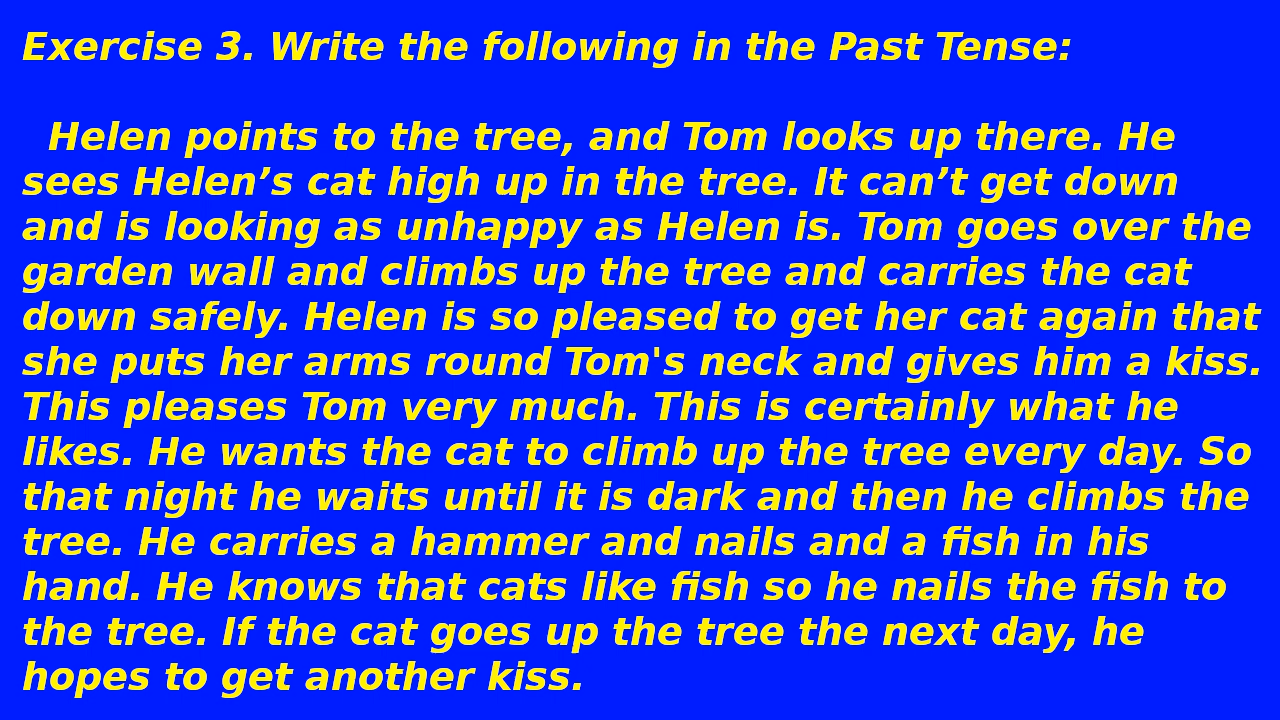 Exercise 3. Write the following in the Past Tense:
Helen points to the tree, and Tom looks up there. He
sees Helen’s cat high up in the tree. It can’t get down
and is looking as unhappy as Helen is. Tom goes over the
garden wall and climbs up the tree and carries the cat
down safely. Helen is so pleased to get her cat again that
she puts her arms round Tom's neck and gives him a kiss.
This pleases Tom very much. This is certainly what he
likes. He wants the cat to climb up the tree every day. So
that night he waits until it is dark and then he climbs the
tree. He carries a hammer and nails and a fish in his
hand. He knows that cats like fish so he nails the fish to
the tree. If the cat goes up the tree the next day, he
hopes to get another kiss.